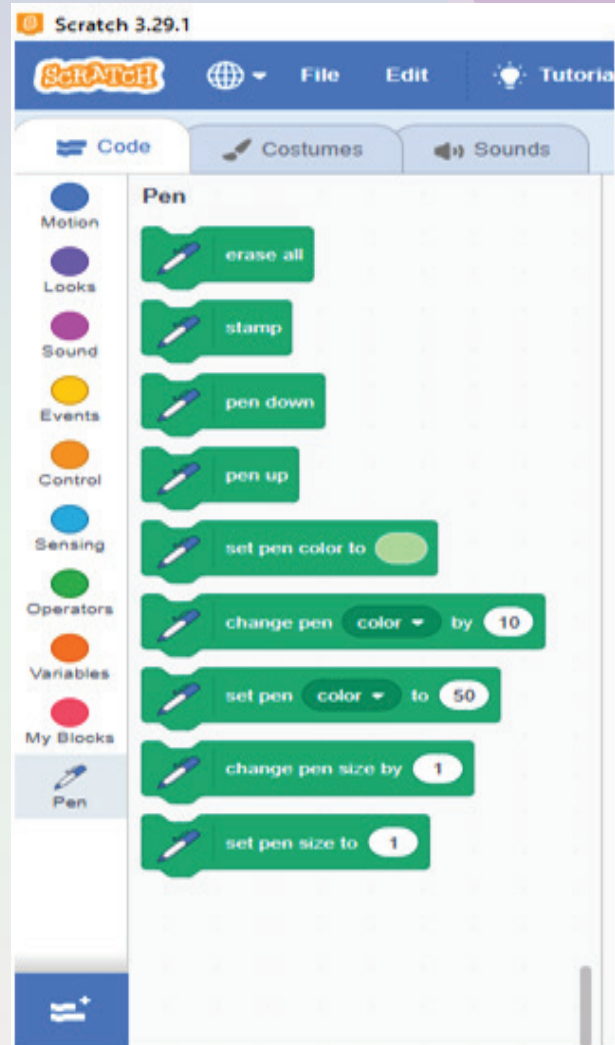 Scratch 3.29.1
SCRATCH File Edit Tutoria
Code Costumes Sounds
Motion
Looks
Sound
Events
Control
Sensing
Operators
Variables
My Blocks
Pen
Pen
erase all
stamp
pen down
pen up
set pen color to
change pen color by 10
set pen color to 50
change pen size by 1
set pen size to 1